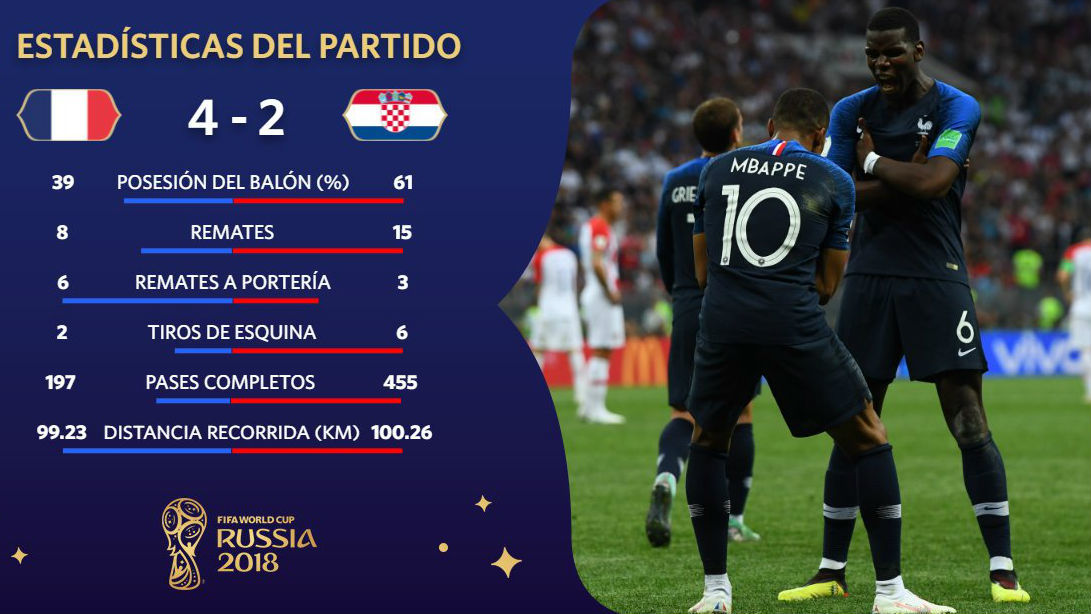 ESTADÍSTICAS DEL PARTIDO
4 - 2
39 POSESIÓN DEL BALÓN (%) 61
8 REMATES 15
6 REMATES A PORTERÍA 3
2 TIROS DE ESQUINA 6
197 PASES COMPLETOS 455
99.23 DISTANCIA RECORRIDA (KM) 100.26
FIFA WORLD CUP
RUSSIA
2018
GRIE
MBAPPE
10
6
VIVO